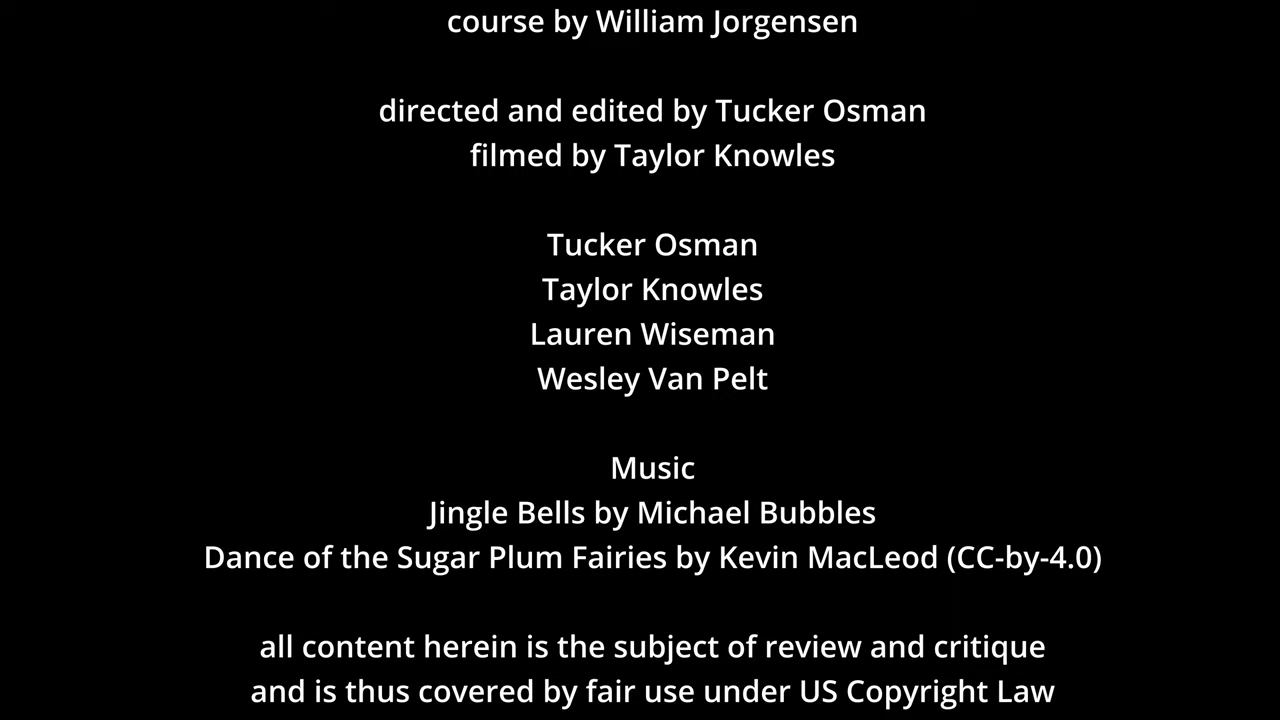 course by William Jorgensen
directed and edited by Tucker Osman
filmed by Taylor Knowles
Tucker Osman
Taylor Knowles
Lauren Wiseman
Wesley Van Pelt
Music
Jingle Bells by Michael Bubbles
Dance of the Sugar Plum Fairies by Kevin MacLeod (CC-by-4.0)
all content herein is the subject of review and critique
and is thus covered by fair use under US Copyright Law